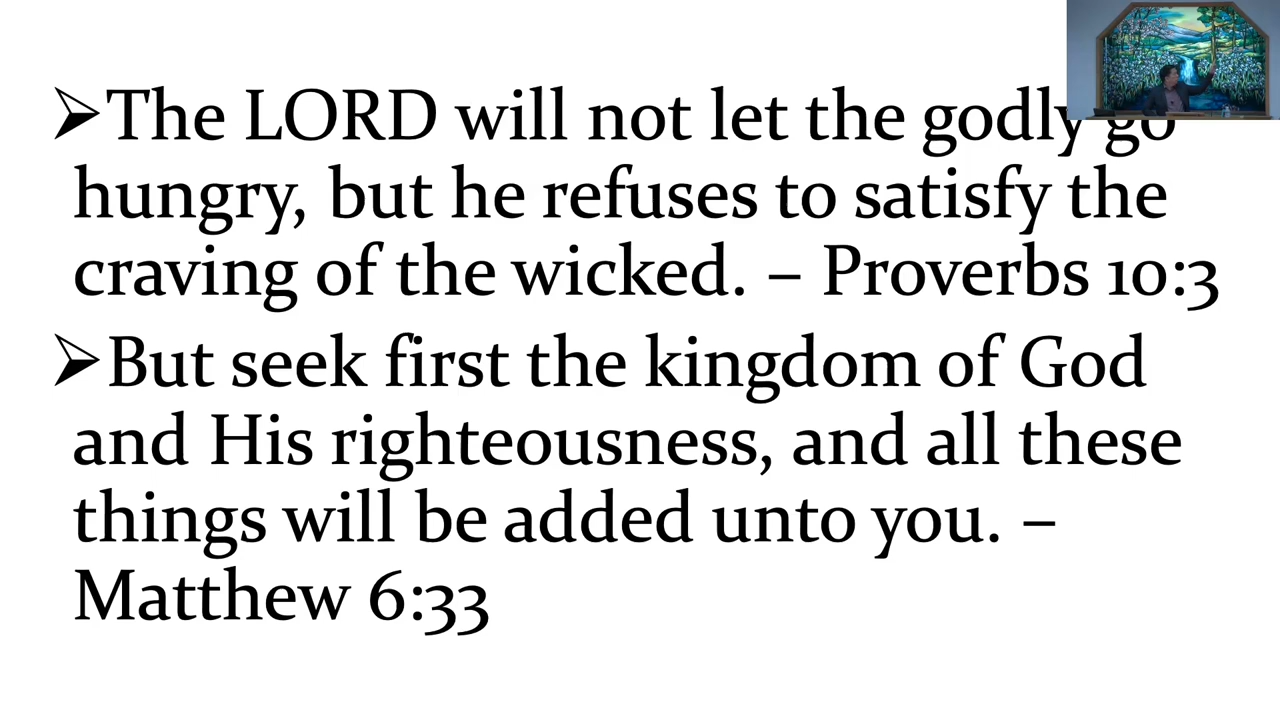 ➢The LORD will not let the godly go
hungry, but he refuses to satisfy the
craving of the wicked. – Proverbs 10:3
➢But seek first the kingdom of God
and His righteousness, and all these
things will be added unto you. –
Matthew 6:33